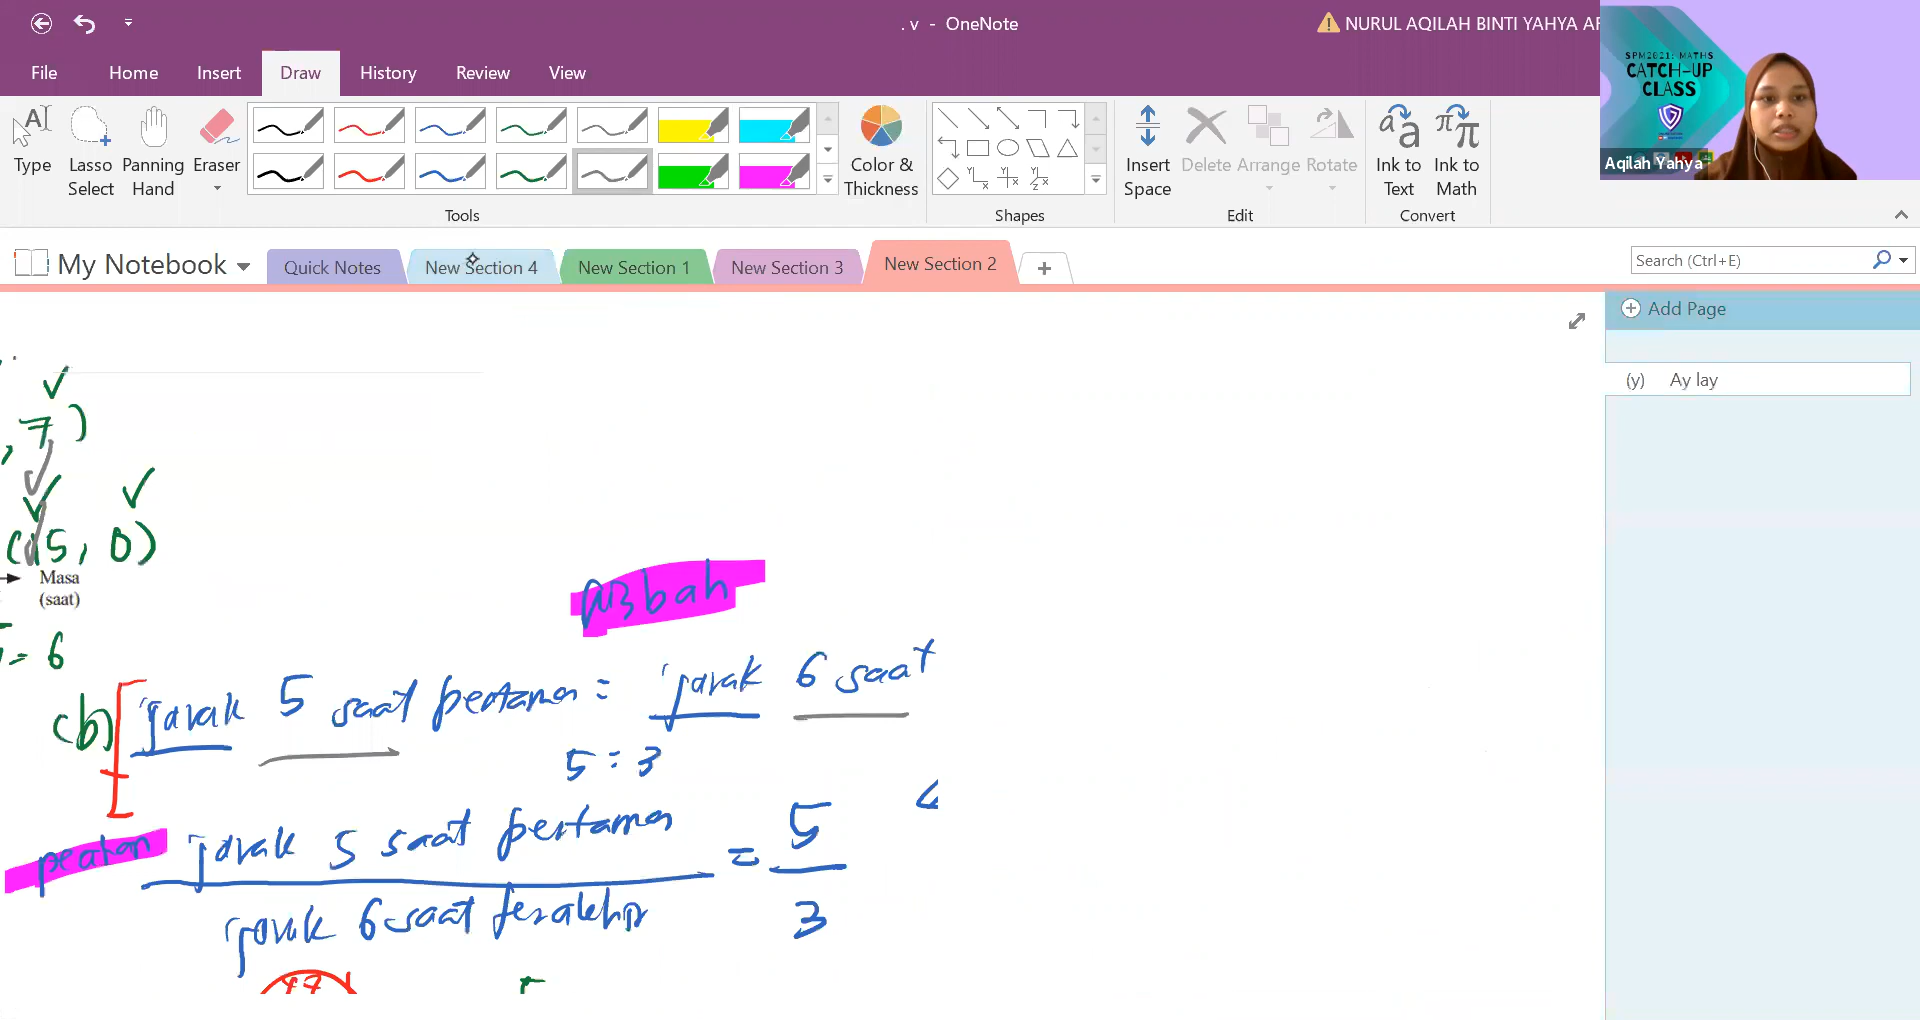 . v - OneNote
NURUL AQILAH BINTI YAHYA AF
File Home Insert Draw History Review View
SPM2021: MATHS
CATCH-UP
CLASS
Aqilah Yahya
Type
Lasso Select
Panning Hand
Eraser
Color & Thickness
Insert Space
Delete
Arrange
Rotate
Ink to Text
Ink to Math
Tools
Shapes
Edit
Convert
My Notebook
Quick Notes
New Section 4
New Section 1
New Section 3
New Section 2
Search (Ctrl+E)
Add Page
(y) Ay lay
, 7 )
(15, 0)
Masa
(saat)
= 6
nisbah
(b) jarak 5 saat pertama = jarak 6 saat
5 : 3
jarak 5 saat pertama = 5
jarak 6 saat terakhir 3